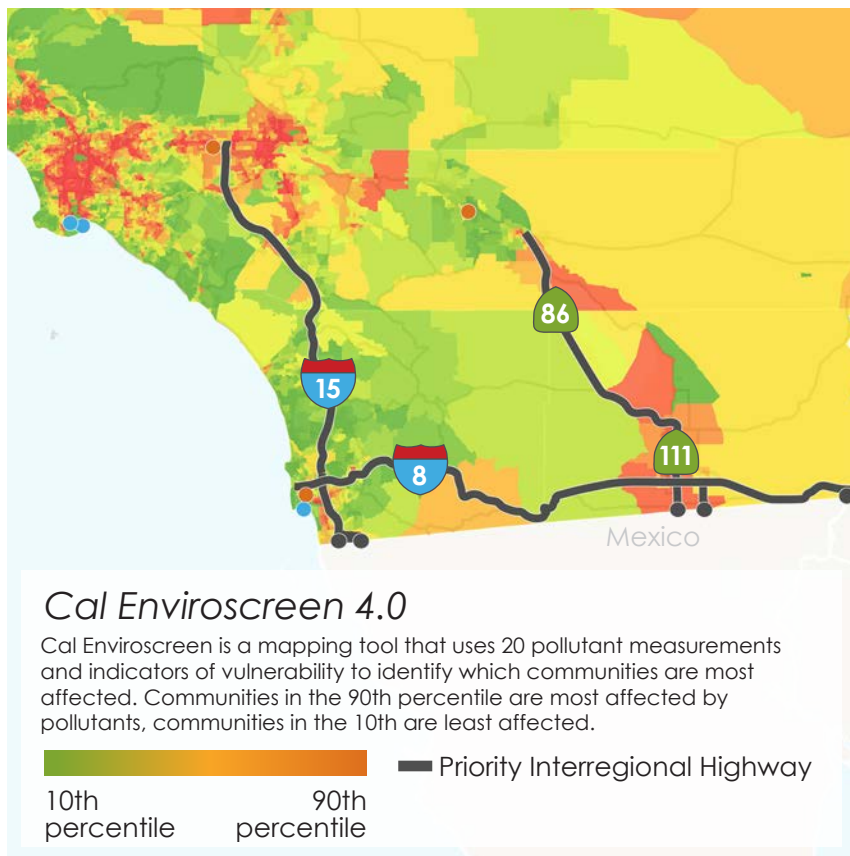 86
15
111
8
Mexico
Cal Enviroscreen 4.0
Cal Enviroscreen is a mapping tool that uses 20 pollutant measurements
and indicators of vulnerability to identify which communities are most
affected. Communities in the 90th percentile are most affected by
pollutants, communities in the 10th are least affected.
Priority Interregional Highway
10th
percentile
90th
percentile